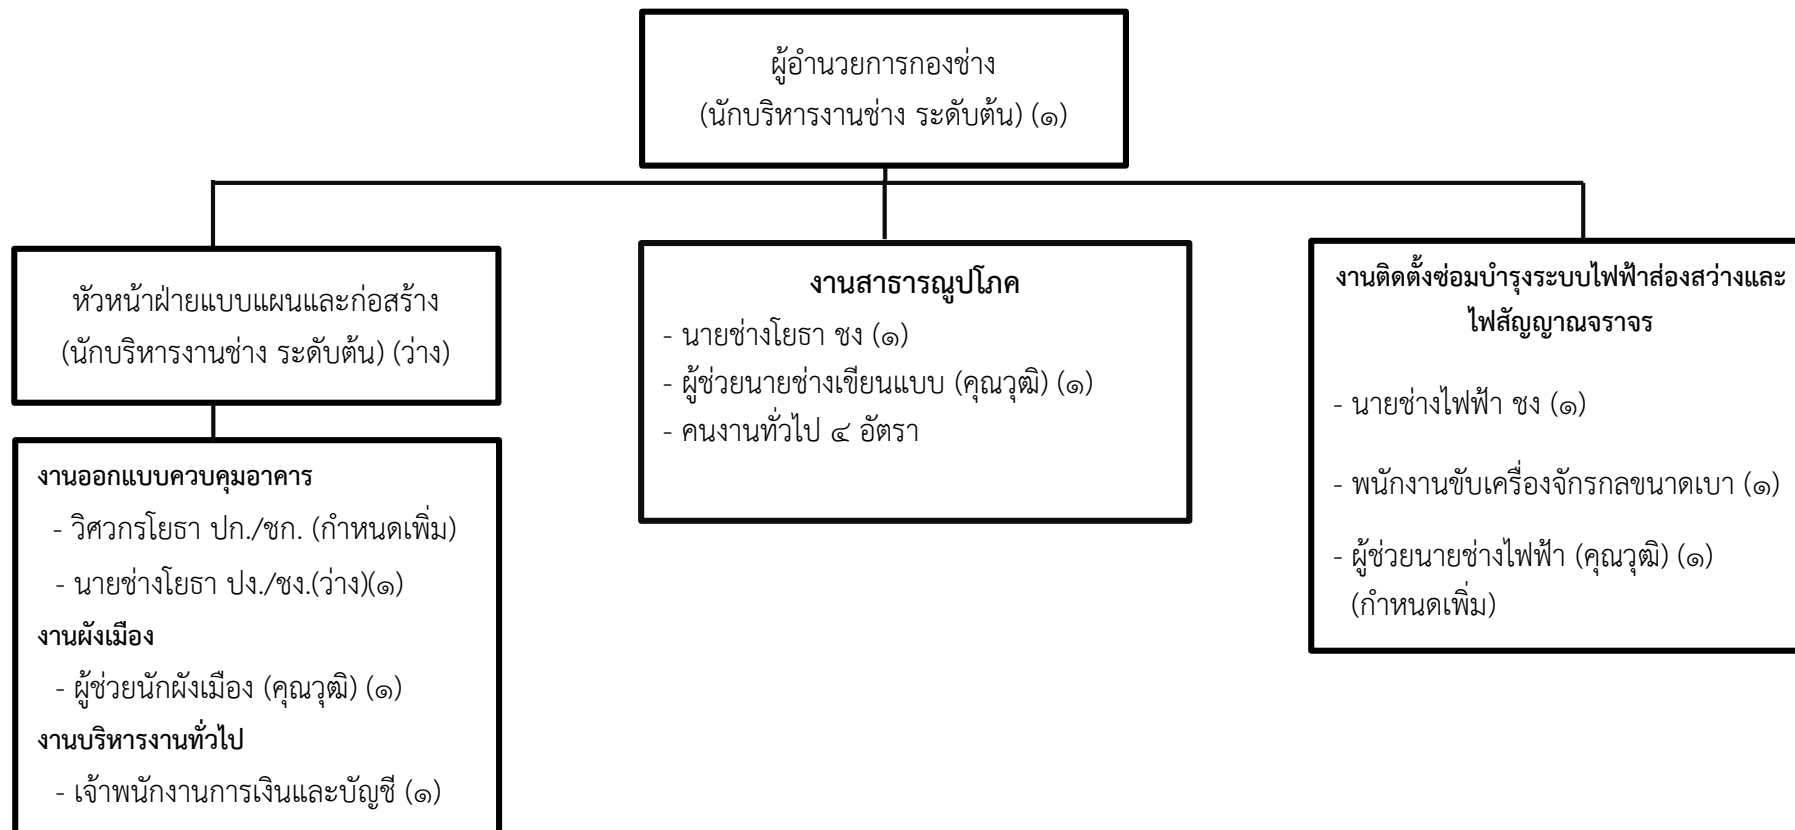 ผู้อำนวยการกองช่าง
(นักบริหารงานช่าง ระดับต้น) (๑)
หัวหน้าฝ่ายแบบแผนและก่อสร้าง
(นักบริหารงานช่าง ระดับต้น) (ว่าง)
งานออกแบบควบคุมอาคาร
- วิศวกรโยธา ปก./ชก. (กำหนดเพิ่ม)
- นายช่างโยธา ปง./ชง.(ว่าง)(๑)
งานผังเมือง
- ผู้ช่วยนักผังเมือง (คุณวุฒิ) (๑)
งานบริหารงานทั่วไป
- เจ้าพนักงานการเงินและบัญชี (๑)
งานสาธารณูปโภค
- นายช่างโยธา ชง (๑)
- ผู้ช่วยนายช่างเขียนแบบ (คุณวุฒิ) (๑)
- คนงานทั่วไป ๔ อัตรา
งานติดตั้งซ่อมบำรุงระบบไฟฟ้าส่องสว่างและ
ไฟสัญญาณจราจร
- นายช่างไฟฟ้า ชง (๑)
- พนักงานขับเครื่องจักรกลขนาดเบา (๑)
- ผู้ช่วยนายช่างไฟฟ้า (คุณวุฒิ) (๑)
(กำหนดเพิ่ม)